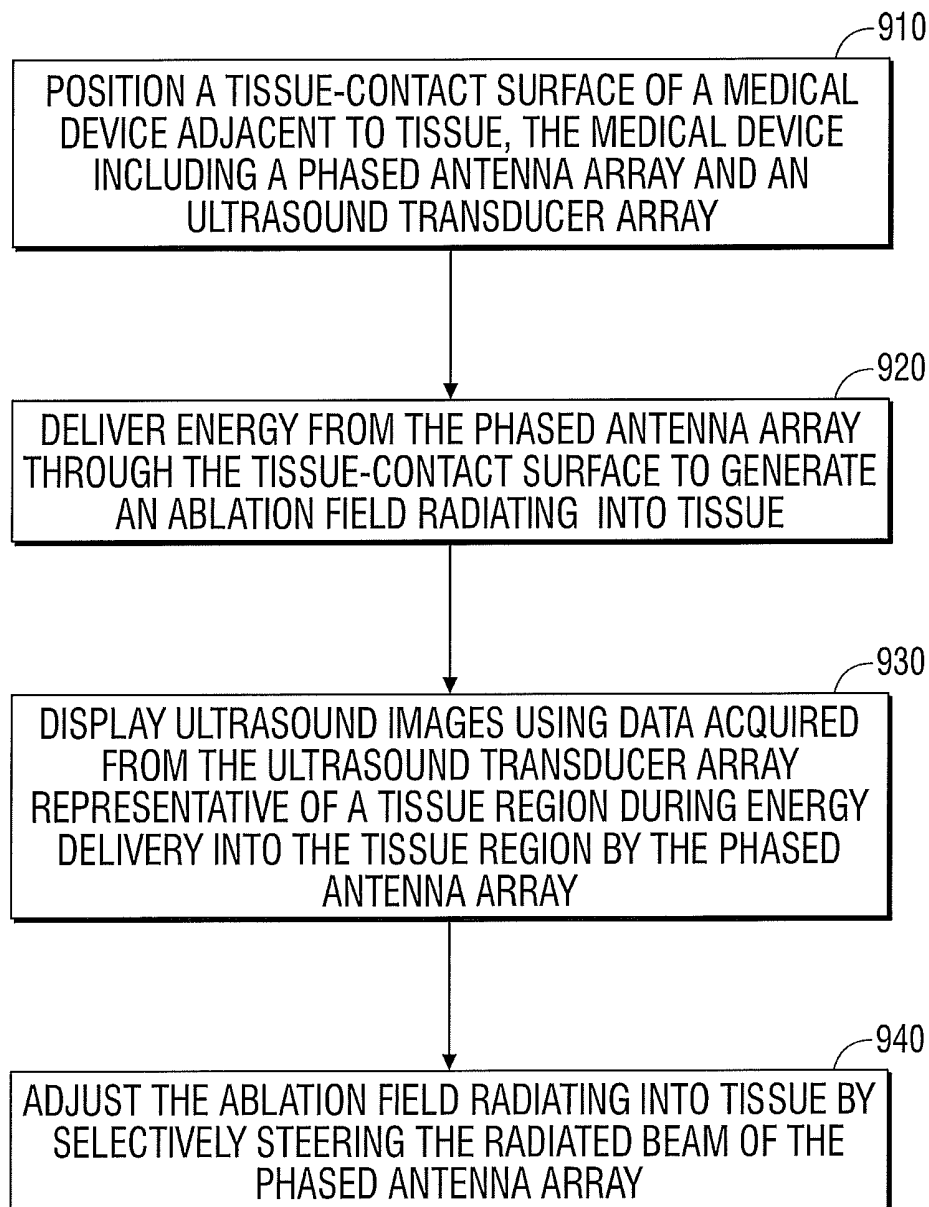 910
POSITION A TISSUE-CONTACT SURFACE OF A MEDICAL
DEVICE ADJACENT TO TISSUE, THE MEDICAL DEVICE
INCLUDING A PHASED ANTENNA ARRAY AND AN
ULTRASOUND TRANSDUCER ARRAY
920
DELIVER ENERGY FROM THE PHASED ANTENNA ARRAY
THROUGH THE TISSUE-CONTACT SURFACE TO GENERATE
AN ABLATION FIELD RADIATING INTO TISSUE
930
DISPLAY ULTRASOUND IMAGES USING DATA ACQUIRED
FROM THE ULTRASOUND TRANSDUCER ARRAY
REPRESENTATIVE OF A TISSUE REGION DURING ENERGY
DELIVERY INTO THE TISSUE REGION BY THE PHASED
ANTENNA ARRAY
940
ADJUST THE ABLATION FIELD RADIATING INTO TISSUE BY
SELECTIVELY STEERING THE RADIATED BEAM OF THE
PHASED ANTENNA ARRAY